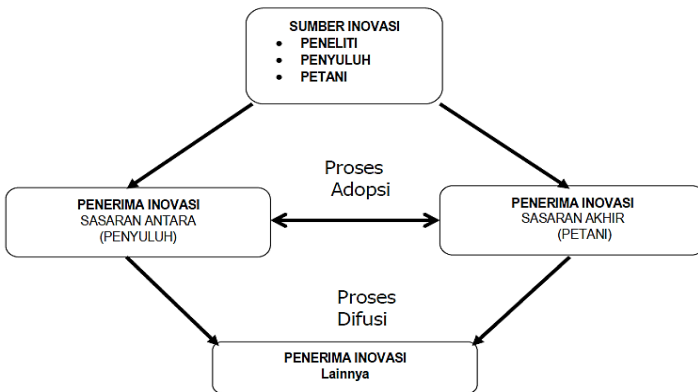 SUMBER INOVASI
• PENELITI
• PENYULUH
• PETANI
Proses
Adopsi
PENERIMA INOVASI
SASARAN ANTARA
(PENYULUH)
PENERIMA INOVASI
SASARAN AKHIR
(PETANI)
Proses
Difusi
PENERIMA INOVASI
Lainnya